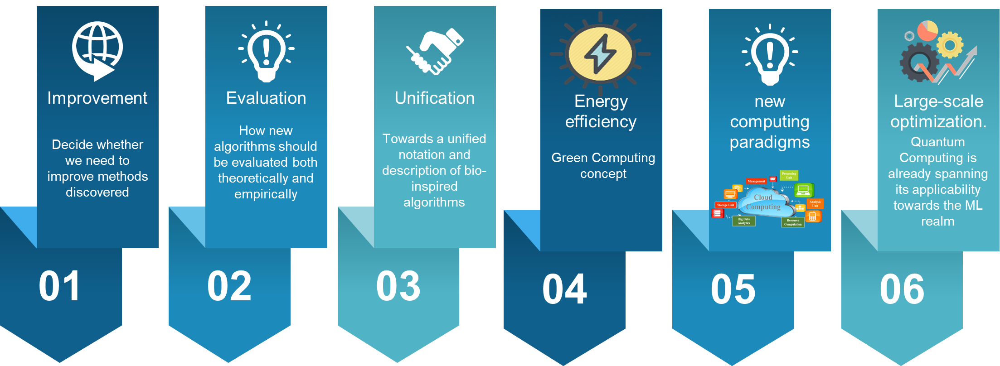 Improvement
Decide whether
we need to
improve methods
discovered
01
Evaluation
How new
algorithms should
be evaluated both
theoretically and
empirically
02
Unification
Towards a unified
notation and
description of bio-
inspired
algorithms
03
Energy
efficiency
Green Computing
concept
04
new
computing
paradigms
Processing
Unit
Management
Cloud
Computing
Analysis
Unit
Storage Unit
Big Data
Analytics
Resource
Computation
05
Large-scale
optimization.
Quantum
Computing is
already spanning
its applicability
towards the ML
realm
06